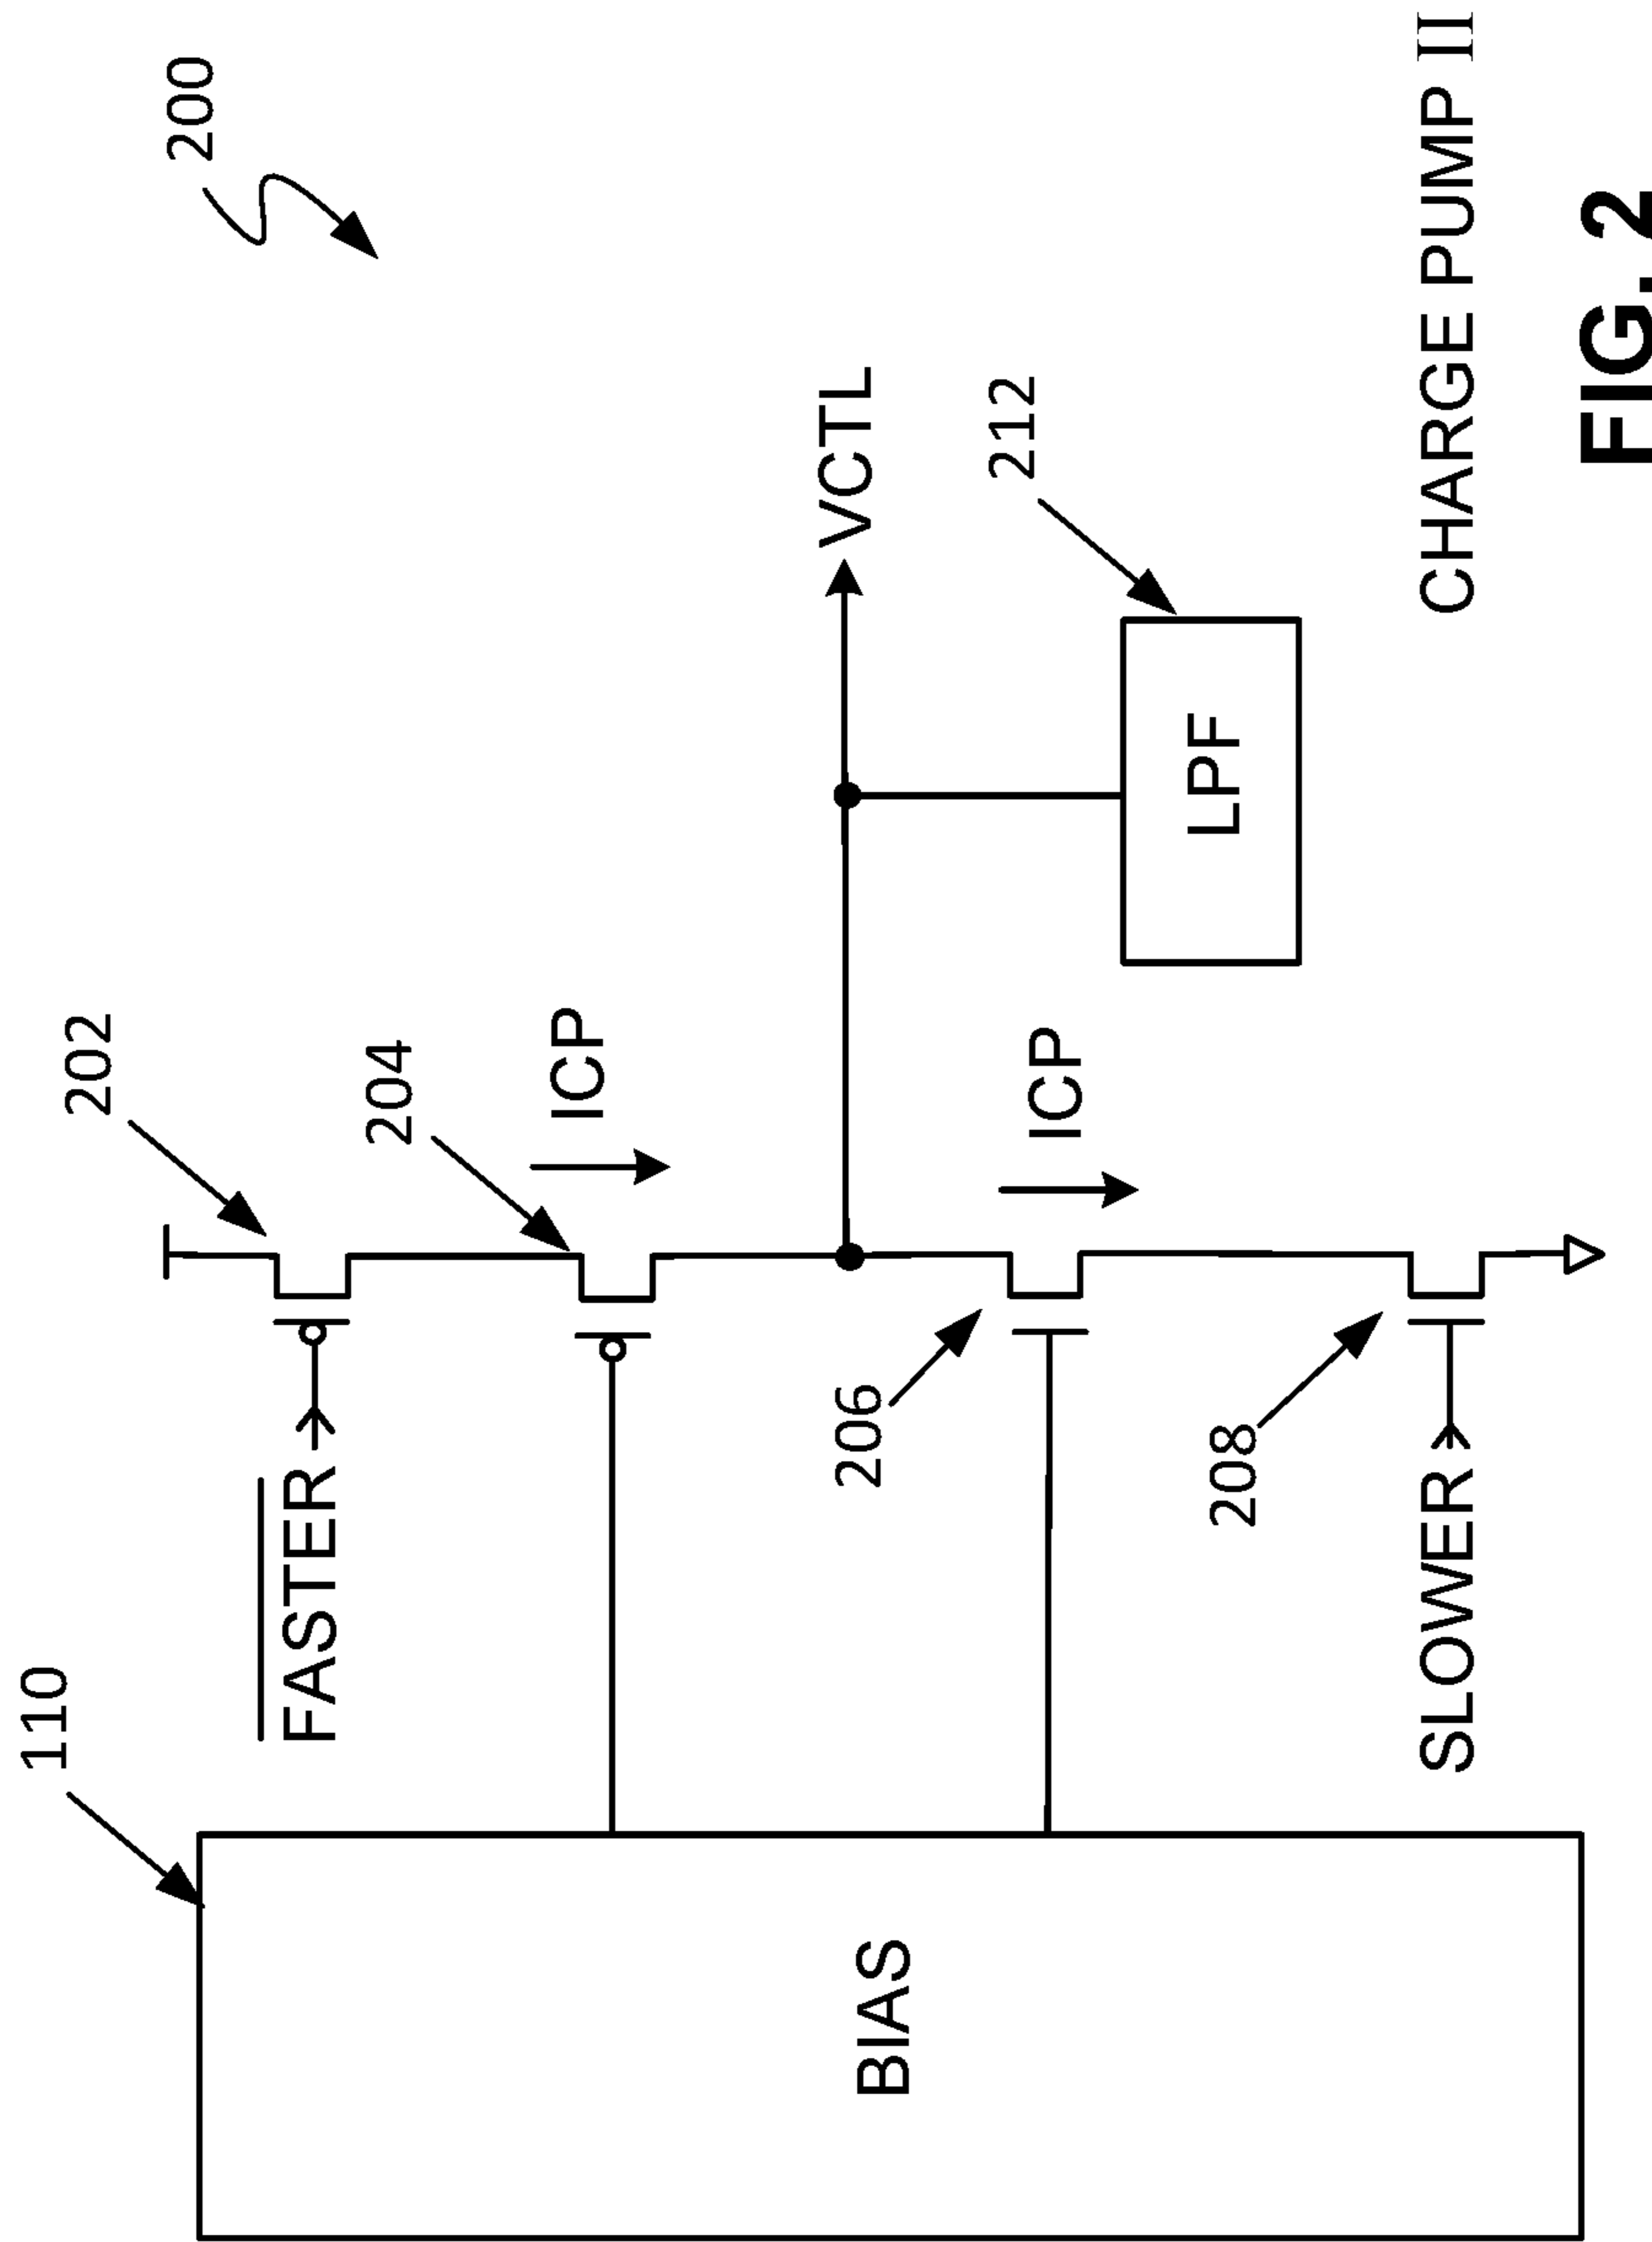 200
202
110
FASTER
204
ICP
VCTL
BIAS
206
ICP
212
LPF
208
SLOWER
CHARGE PUMP II
FIG. 2